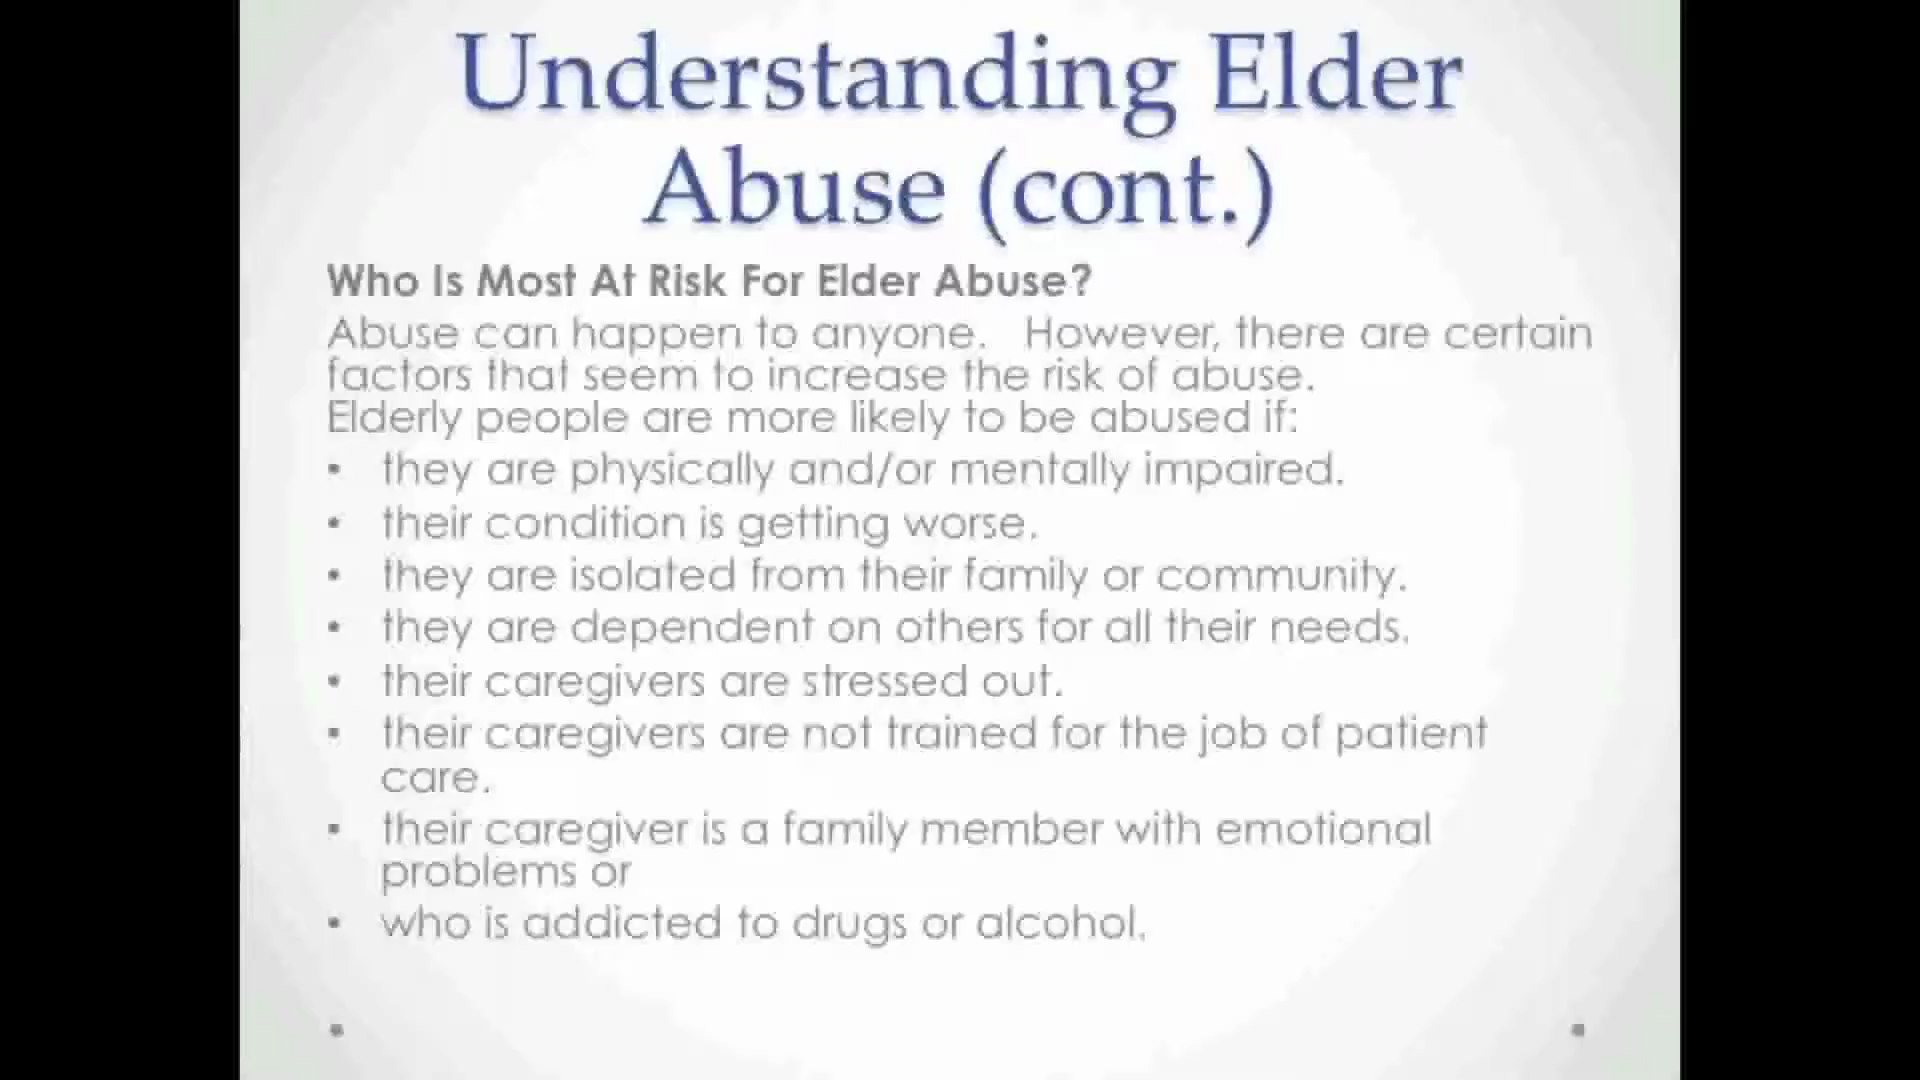 Understanding Elder
Abuse (cont.)
Who Is Most At Risk For Elder Abuse?
Abuse can happen to anyone.   However, there are certain
factors that seem to increase the risk of abuse.
Elderly people are more likely to be abused if:
• they are physically and/or mentally impaired.
• their condition is getting worse.
• they are isolated from their family or community.
• they are dependent on others for all their needs.
• their caregivers are stressed out.
• their caregivers are not trained for the job of patient
care.
• their caregiver is a family member with emotional
problems or
• who is addicted to drugs or alcohol.